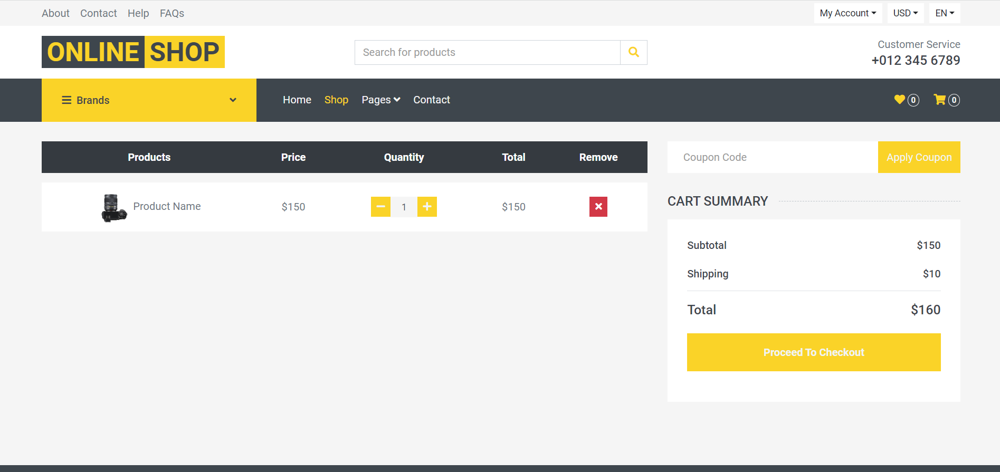 About Contact Help FAQs My Account USD EN
ONLINE SHOP Search for products Customer Service
+012 345 6789
Brands Home Shop Pages Contact 0 0
Products Price Quantity Total Remove Coupon Code Apply Coupon
CART SUMMARY
Product Name $150 1 $150
Subtotal $150
Shipping $10
Total $160
Proceed To Checkout